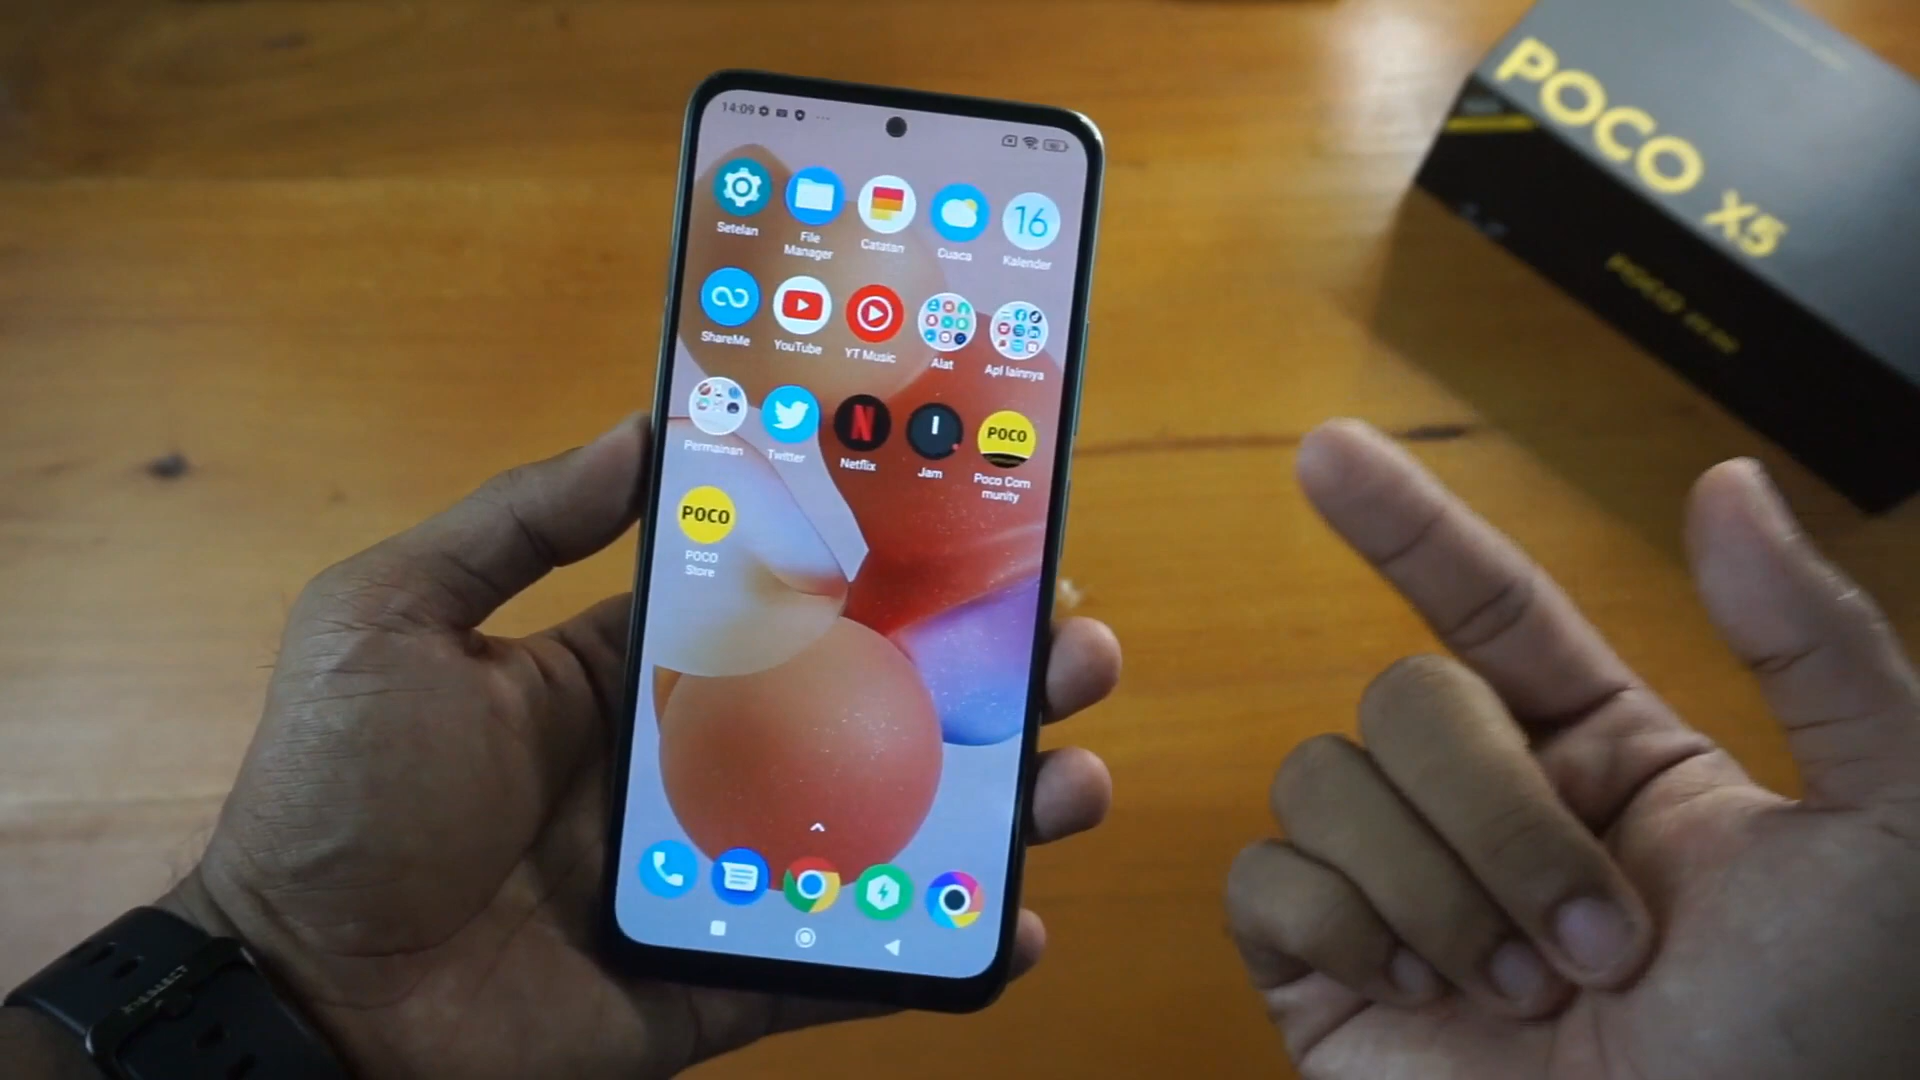 14:09
Setelan
File
Manager
Catatan
Cuaca
16
Kalender
ShareMe
YouTube
YT Music
Alat
Apl lainnya
Permainan
Twitter
N
Netflix
Jam
POCO
Poco Com
munity
POCO
POCO
Store
POCO X5